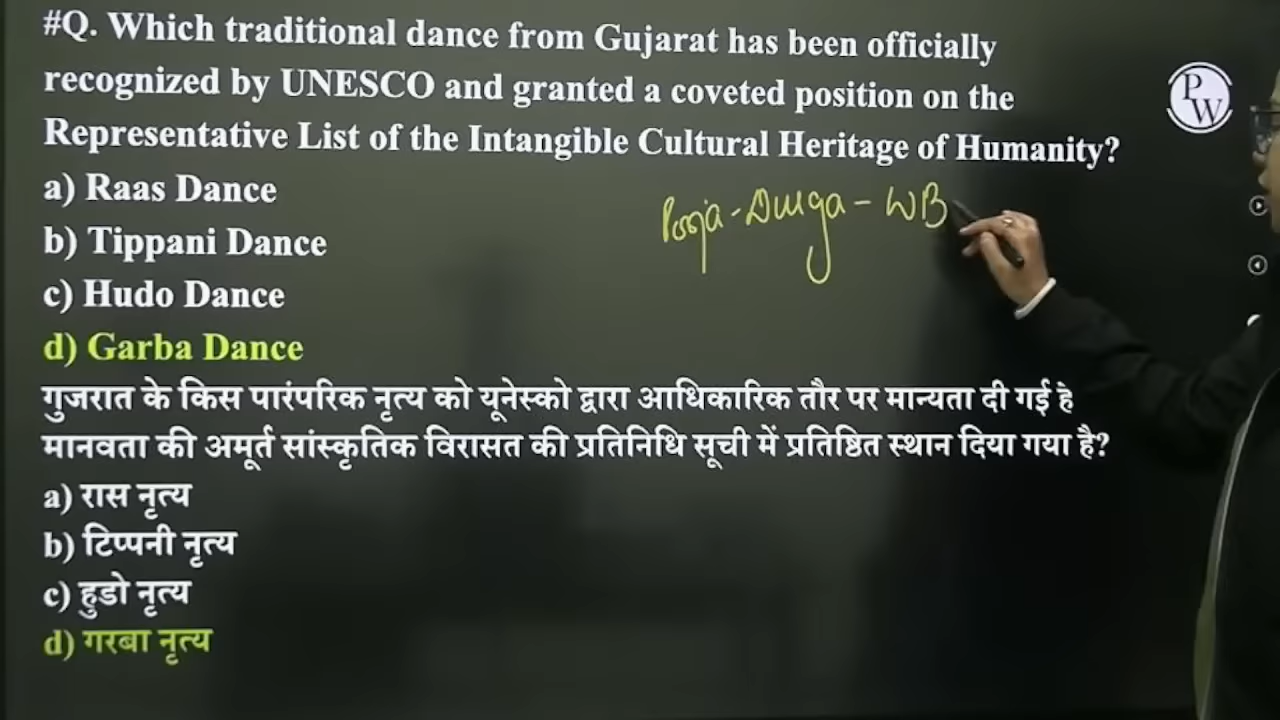 #Q. Which traditional dance from Gujarat has been officially
recognized by UNESCO and granted a coveted position on the
Representative List of the Intangible Cultural Heritage of Humanity?
PW
a) Raas Dance
Pooja - Durga - WB
b) Tippani Dance
c) Hudo Dance
d) Garba Dance
गुजरात के किस पारंपरिक नृत्य को यूनेस्को द्वारा आधिकारिक तौर पर मान्यता दी गई है
मानवता की अमूर्त सांस्कृतिक विरासत की प्रतिनिधि सूची में प्रतिष्ठित स्थान दिया गया है?
a) रास नृत्य
b) टिप्पनी नृत्य
c) हुडो नृत्य
d) गरबा नृत्य